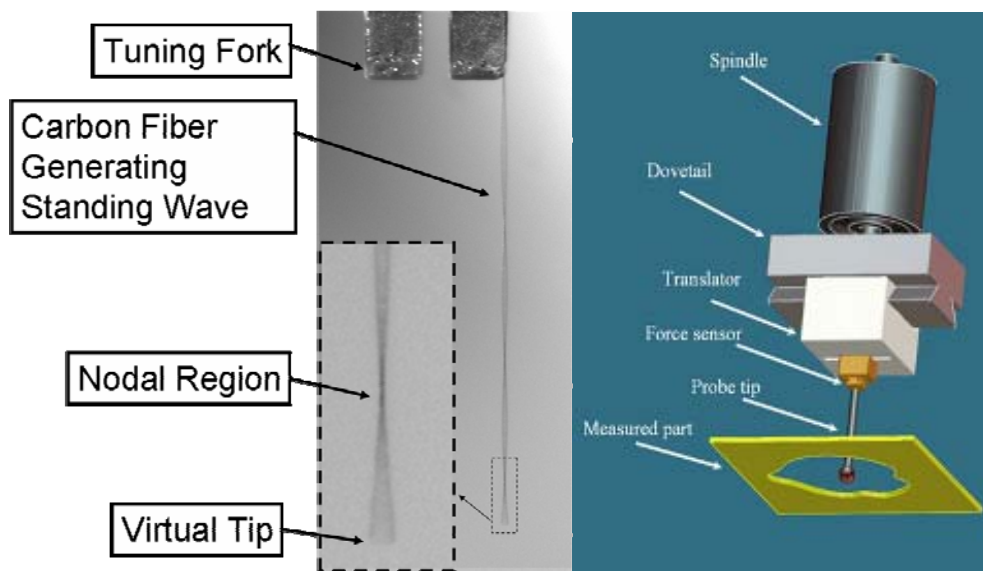 Tuning Fork
Carbon Fiber
Generating
Standing Wave
Nodal Region
Virtual Tip
Spindle
Dovetail
Translator
Force sensor
Probe tip
Measured part